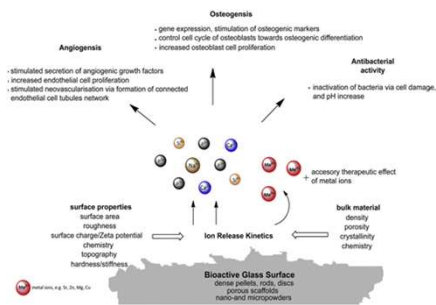 Osteogensis
- gene expression, stimulation of osteogenic markers
- control cell cycle of osteoblasts towards osteogenic differentiation
- increased osteoblast cell proliferation
Angiogensis
- stimulated secretion of angiogenic growth factors
- increased endothelial cell proliferation
- stimulated neovascularisation via formation of connected
endothelial cell tubules network
Antibacterial
activity
- inactivation of bacteria via cell damage,
and pH increase
+ accesory therapeutic effect
of metal ions
surface properties
surface area
roughness
surface charge/Zeta potential
chemistry
topography
hardness/stiffness
Ion Release Kinetics
bulk material
density
porosity
crystallinity
chemistry
Bioactive Glass Surface
dense pellets, rods, discs
porous scaffolds
nano-and micropowders
metal ions, e.g. Sr, Zn, Mg, Cu